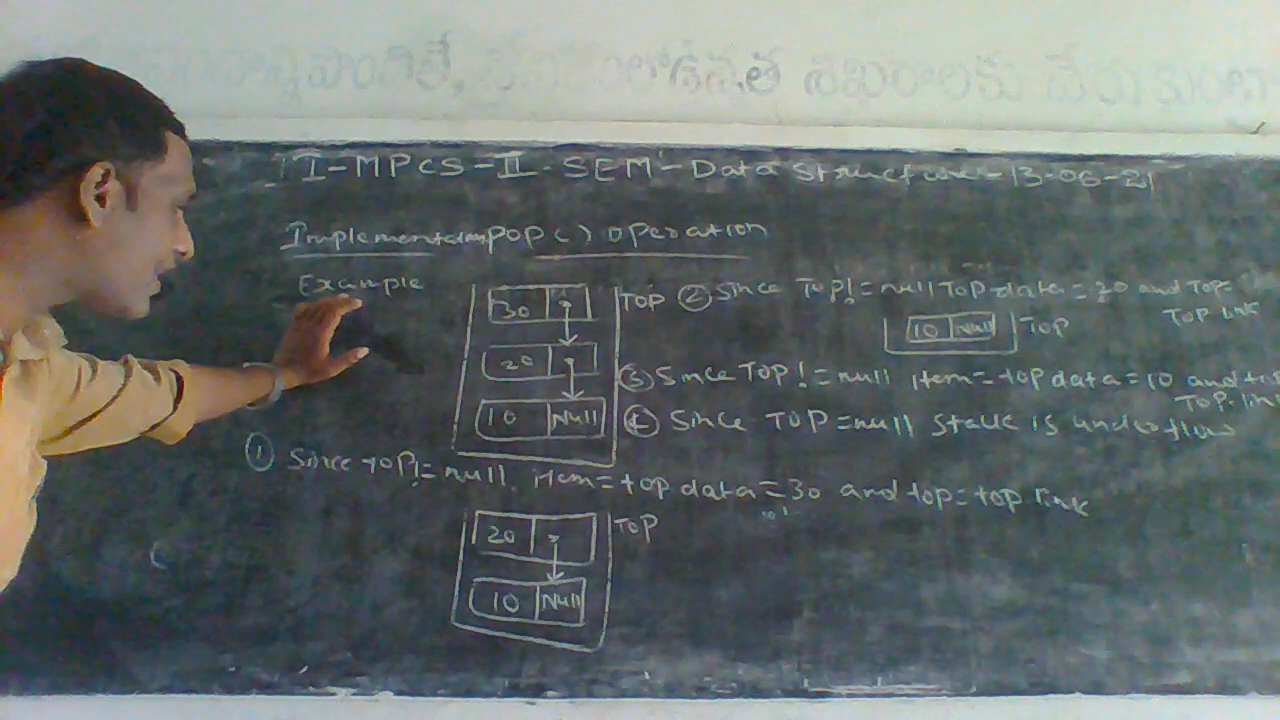 శిఖరాలకు చేరుకుంటా
I-MPCS-II-SEM-Data Structure-13-06-21
POP() operation
Example
30
TOP
20
10 Null
② Since TOP!=null TOP data=20 and TOP=
TOP link
10 Null TOP
③ Since TOP!=null item=top data=10 and
TOP. link
④ Since TOP=null stack is underflow
① Since TOP!=null. item=top data=30 and top=top link
20
TOP
10 Null